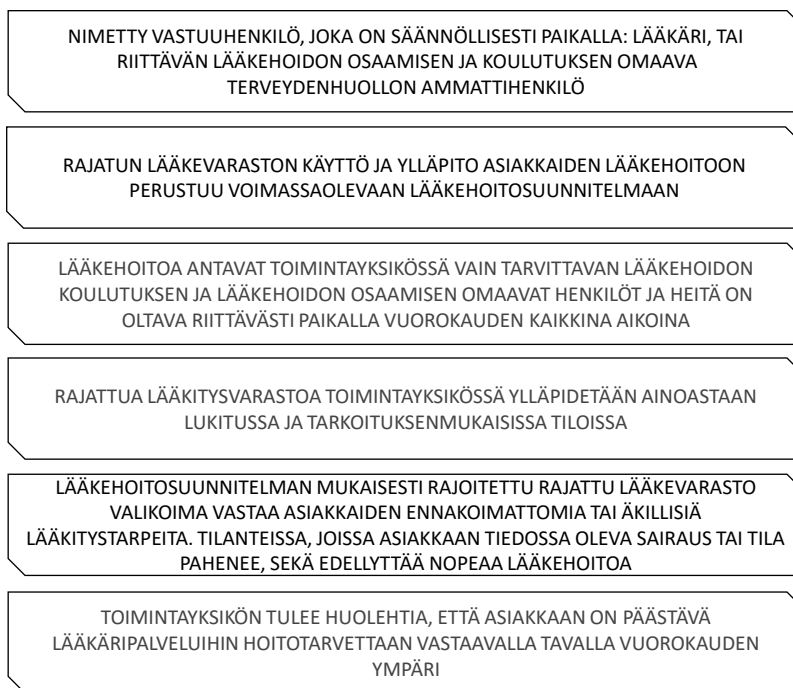 NIMETTY VASTUUHENKILÖ, JOKA ON SÄÄNNÖLLISESTI PAIKALLA: LÄÄKÄRI, TAI
RIITTÄVÄN LÄÄKEHOIDON OSAAMISEN JA KOULUTUKSEN OMAAVA
TERVEYDENHUOLLON AMMATTIHENKILÖ
RAJATUN LÄÄKEVARASTON KÄYTTÖ JA YLLÄPITO ASIAKKAIDEN LÄÄKEHOITOON
PERUSTUU VOIMASSAOLEVAAN LÄÄKEHOITOSUUNNITELMAAN
LÄÄKEHOITOA ANTAVAT TOIMINTAYKSIKÖSSÄ VAIN TARVITTAVAN LÄÄKEHOIDON
KOULUTUKSEN JA LÄÄKEHOIDON OSAAMISEN OMAAVAT HENKILÖT JA HEITÄ ON
OLTAVA RIITTÄVÄSTI PAIKALLA VUOROKAUDEN KAIKKINA AIKOINA
RAJATTUA LÄÄKITYSVARASTOA TOIMINTAYKSIKÖSSÄ YLLÄPIDETÄÄN AINOASTAAN
LUKITUSSA JA TARKOITUKSENMUKAISISSA TILOISSA
LÄÄKEHOITOSUUNNITELMAN MUKAISESTI RAJOITETTU RAJATTU LÄÄKEVARASTO
VALIKOIMA VASTAA ASIAKKAIDEN ENNAKOIMATTOMIA TAI ÄKILLISIÄ
LÄÄKITYSTARPEITA. TILANTEISSA, JOISSA ASIAKKAAN TIEDOSSA OLEVA SAIRAUS TAI TILA
PAHENEE, SEKÄ EDELLYTTÄÄ NOPEAA LÄÄKEHOITOA
TOIMINTAYKSIKÖN TULEE HUOLEHTIA, ETTÄ ASIAKKAAN ON PÄÄSTÄVÄ
LÄÄKÄRIPALVELUIHIN HOITOTARVETTAAN VASTAAVALLA TAVALLA VUOROKAUDEN
YMPÄRI